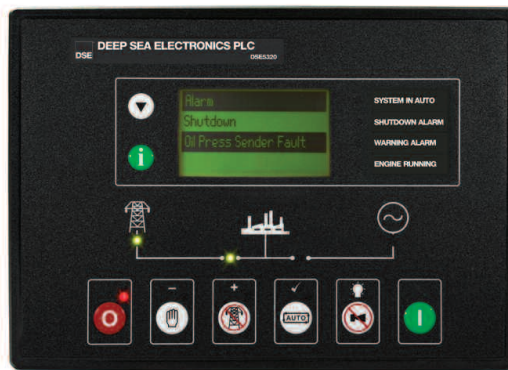 DEEP SEA ELECTRONICS PLC
DSE
DSE5320
Alarm
Shutdown
Oil Press Sender Fault
SYSTEM IN AUTO
SHUTDOWN ALARM
WARNING ALARM
ENGINE RUNNING
i
− + ✓
O AUTO I